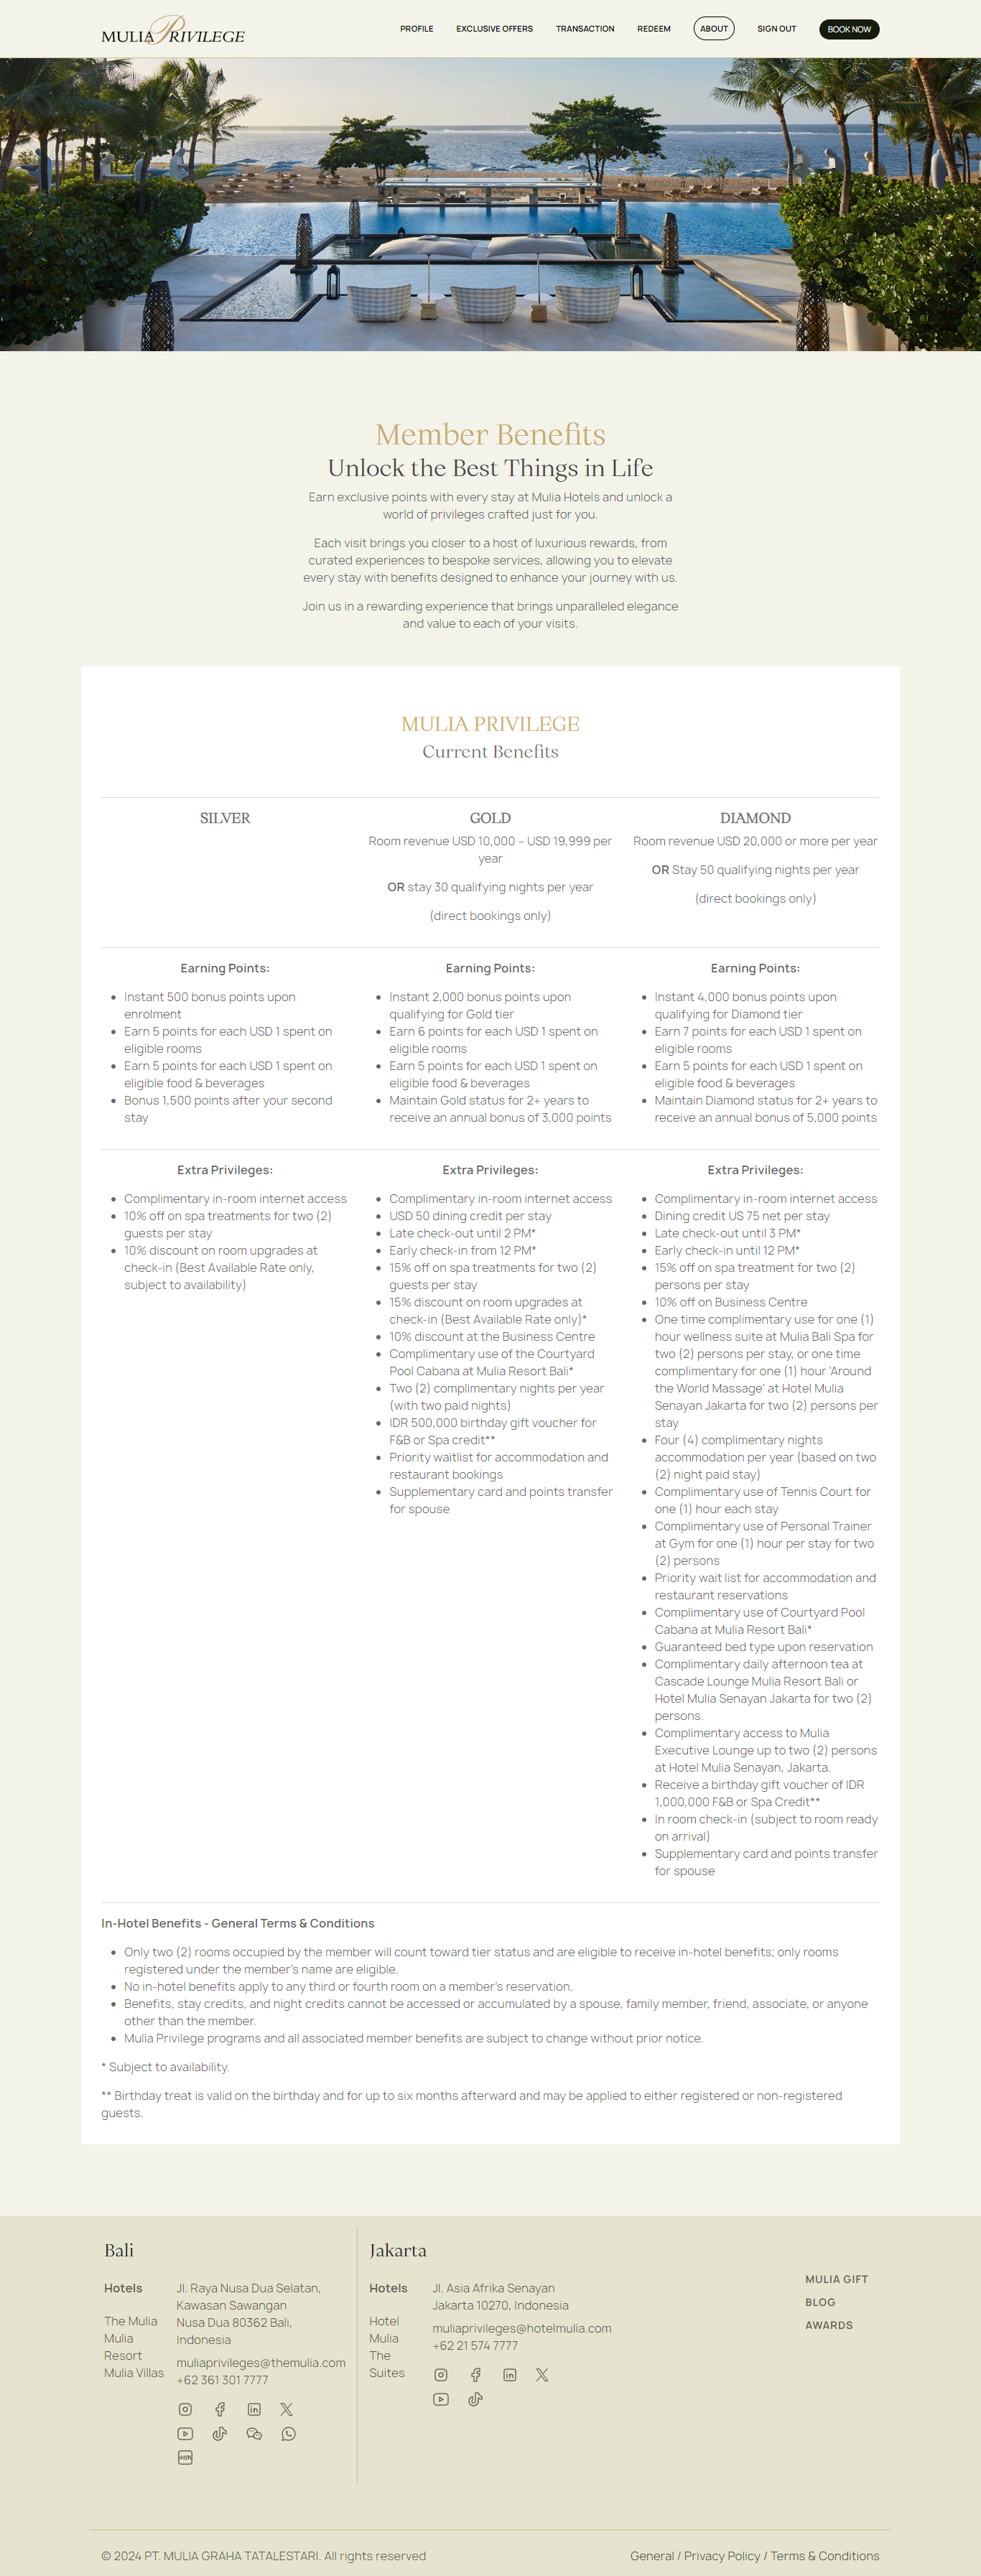 MULIA PRIVILEGE
PROFILE
EXCLUSIVE OFFERS
TRANSACTION
REDEEM
ABOUT
SIGN OUT
BOOK NOW
Member Benefits
Unlock the Best Things in Life
Earn exclusive points with every stay at Mulia Hotels and unlock a
world of privileges crafted just for you.
Each visit brings you closer to a host of luxurious rewards, from
curated experiences to bespoke services, allowing you to elevate
every stay with benefits designed to enhance your journey with us.
Join us in a rewarding experience that brings unparalleled elegance
and value to each of your visits.
MULIA PRIVILEGE
Current Benefits
SILVER
GOLD
Room revenue USD 10,000 – USD 19,999 per
year
OR stay 30 qualifying nights per year
(direct bookings only)
DIAMOND
Room revenue USD 20,000 or more per year
OR Stay 50 qualifying nights per year
(direct bookings only)
Earning Points:
• Instant 500 bonus points upon
enrolment
• Earn 5 points for each USD 1 spent on
eligible rooms
• Earn 5 points for each USD 1 spent on
eligible food & beverages
• Bonus 1,500 points after your second
stay
Earning Points:
• Instant 2,000 bonus points upon
qualifying for Gold tier
• Earn 6 points for each USD 1 spent on
eligible rooms
• Earn 5 points for each USD 1 spent on
eligible food & beverages
• Maintain Gold status for 2+ years to
receive an annual bonus of 3,000 points
Earning Points:
• Instant 4,000 bonus points upon
qualifying for Diamond tier
• Earn 7 points for each USD 1 spent on
eligible rooms
• Earn 5 points for each USD 1 spent on
eligible food & beverages
• Maintain Diamond status for 2+ years to
receive an annual bonus of 5,000 points
Extra Privileges:
• Complimentary in-room internet access
• 10% off on spa treatments for two (2)
guests per stay
• 10% discount on room upgrades at
check-in (Best Available Rate only,
subject to availability)
Extra Privileges:
• Complimentary in-room internet access
• USD 50 dining credit per stay
• Late check-out until 2 PM*
• Early check-in from 12 PM*
• 15% off on spa treatments for two (2)
guests per stay
• 15% discount on room upgrades at
check-in (Best Available Rate only)*
• 10% discount at the Business Centre
• Complimentary use of the Courtyard
Pool Cabana at Mulia Resort Bali*
• Two (2) complimentary nights per year
(with two paid nights)
• IDR 500,000 birthday gift voucher for
F&B or Spa credit**
• Priority waitlist for accommodation and
restaurant bookings
• Supplementary card and points transfer
for spouse
Extra Privileges:
• Complimentary in-room internet access
• Dining credit US 75 net per stay
• Late check-out until 3 PM*
• Early check-in until 12 PM*
• 15% off on spa treatment for two (2)
persons per stay
• 10% off on Business Centre
• One time complimentary use for one (1)
hour wellness suite at Mulia Bali Spa for
two (2) persons per stay, or one time
complimentary for one (1) hour 'Around
the World Massage' at Hotel Mulia
Senayan Jakarta for two (2) persons per
stay
• Four (4) complimentary nights
accommodation per year (based on two
(2) night paid stay)
• Complimentary use of Tennis Court for
one (1) hour each stay
• Complimentary use of Personal Trainer
at Gym for one (1) hour per stay for two
(2) persons
• Priority wait list for accommodation and
restaurant reservations
• Complimentary use of Courtyard Pool
Cabana at Mulia Resort Bali*
• Guaranteed bed type upon reservation
• Complimentary daily afternoon tea at
Cascade Lounge Mulia Resort Bali or
Hotel Mulia Senayan Jakarta for two (2)
persons.
• Complimentary access to Mulia
Executive Lounge up to two (2) persons
at Hotel Mulia Senayan, Jakarta.
• Receive a birthday gift voucher of IDR
1,000,000 F&B or Spa Credit**
• In room check-in (subject to room ready
on arrival)
• Supplementary card and points transfer
for spouse
In-Hotel Benefits - General Terms & Conditions
• Only two (2) rooms occupied by the member will count toward tier status and are eligible to receive in-hotel benefits; only rooms
registered under the member's name are eligible.
• No in-hotel benefits apply to any third or fourth room on a member's reservation.
• Benefits, stay credits, and night credits cannot be accessed or accumulated by a spouse, family member, friend, associate, or anyone
other than the member.
• Mulia Privilege programs and all associated member benefits are subject to change without prior notice.
* Subject to availability.
** Birthday treat is valid on the birthday and for up to six months afterward and may be applied to either registered or non-registered
guests.
Bali
Hotels
The Mulia
Mulia
Resort
Mulia Villas
Jl. Raya Nusa Dua Selatan,
Kawasan Sawangan
Nusa Dua 80362 Bali,
Indonesia
muliaprivileges@themulia.com
+62 361 301 7777
Jakarta
Hotels
Hotel
Mulia
The
Suites
Jl. Asia Afrika Senayan
Jakarta 10270, Indonesia
muliaprivileges@hotelmulia.com
+62 21 574 7777
MULIA GIFT
BLOG
AWARDS
© 2024 PT. MULIA GRAHA TATALESTARI. All rights reserved
General / Privacy Policy / Terms & Conditions